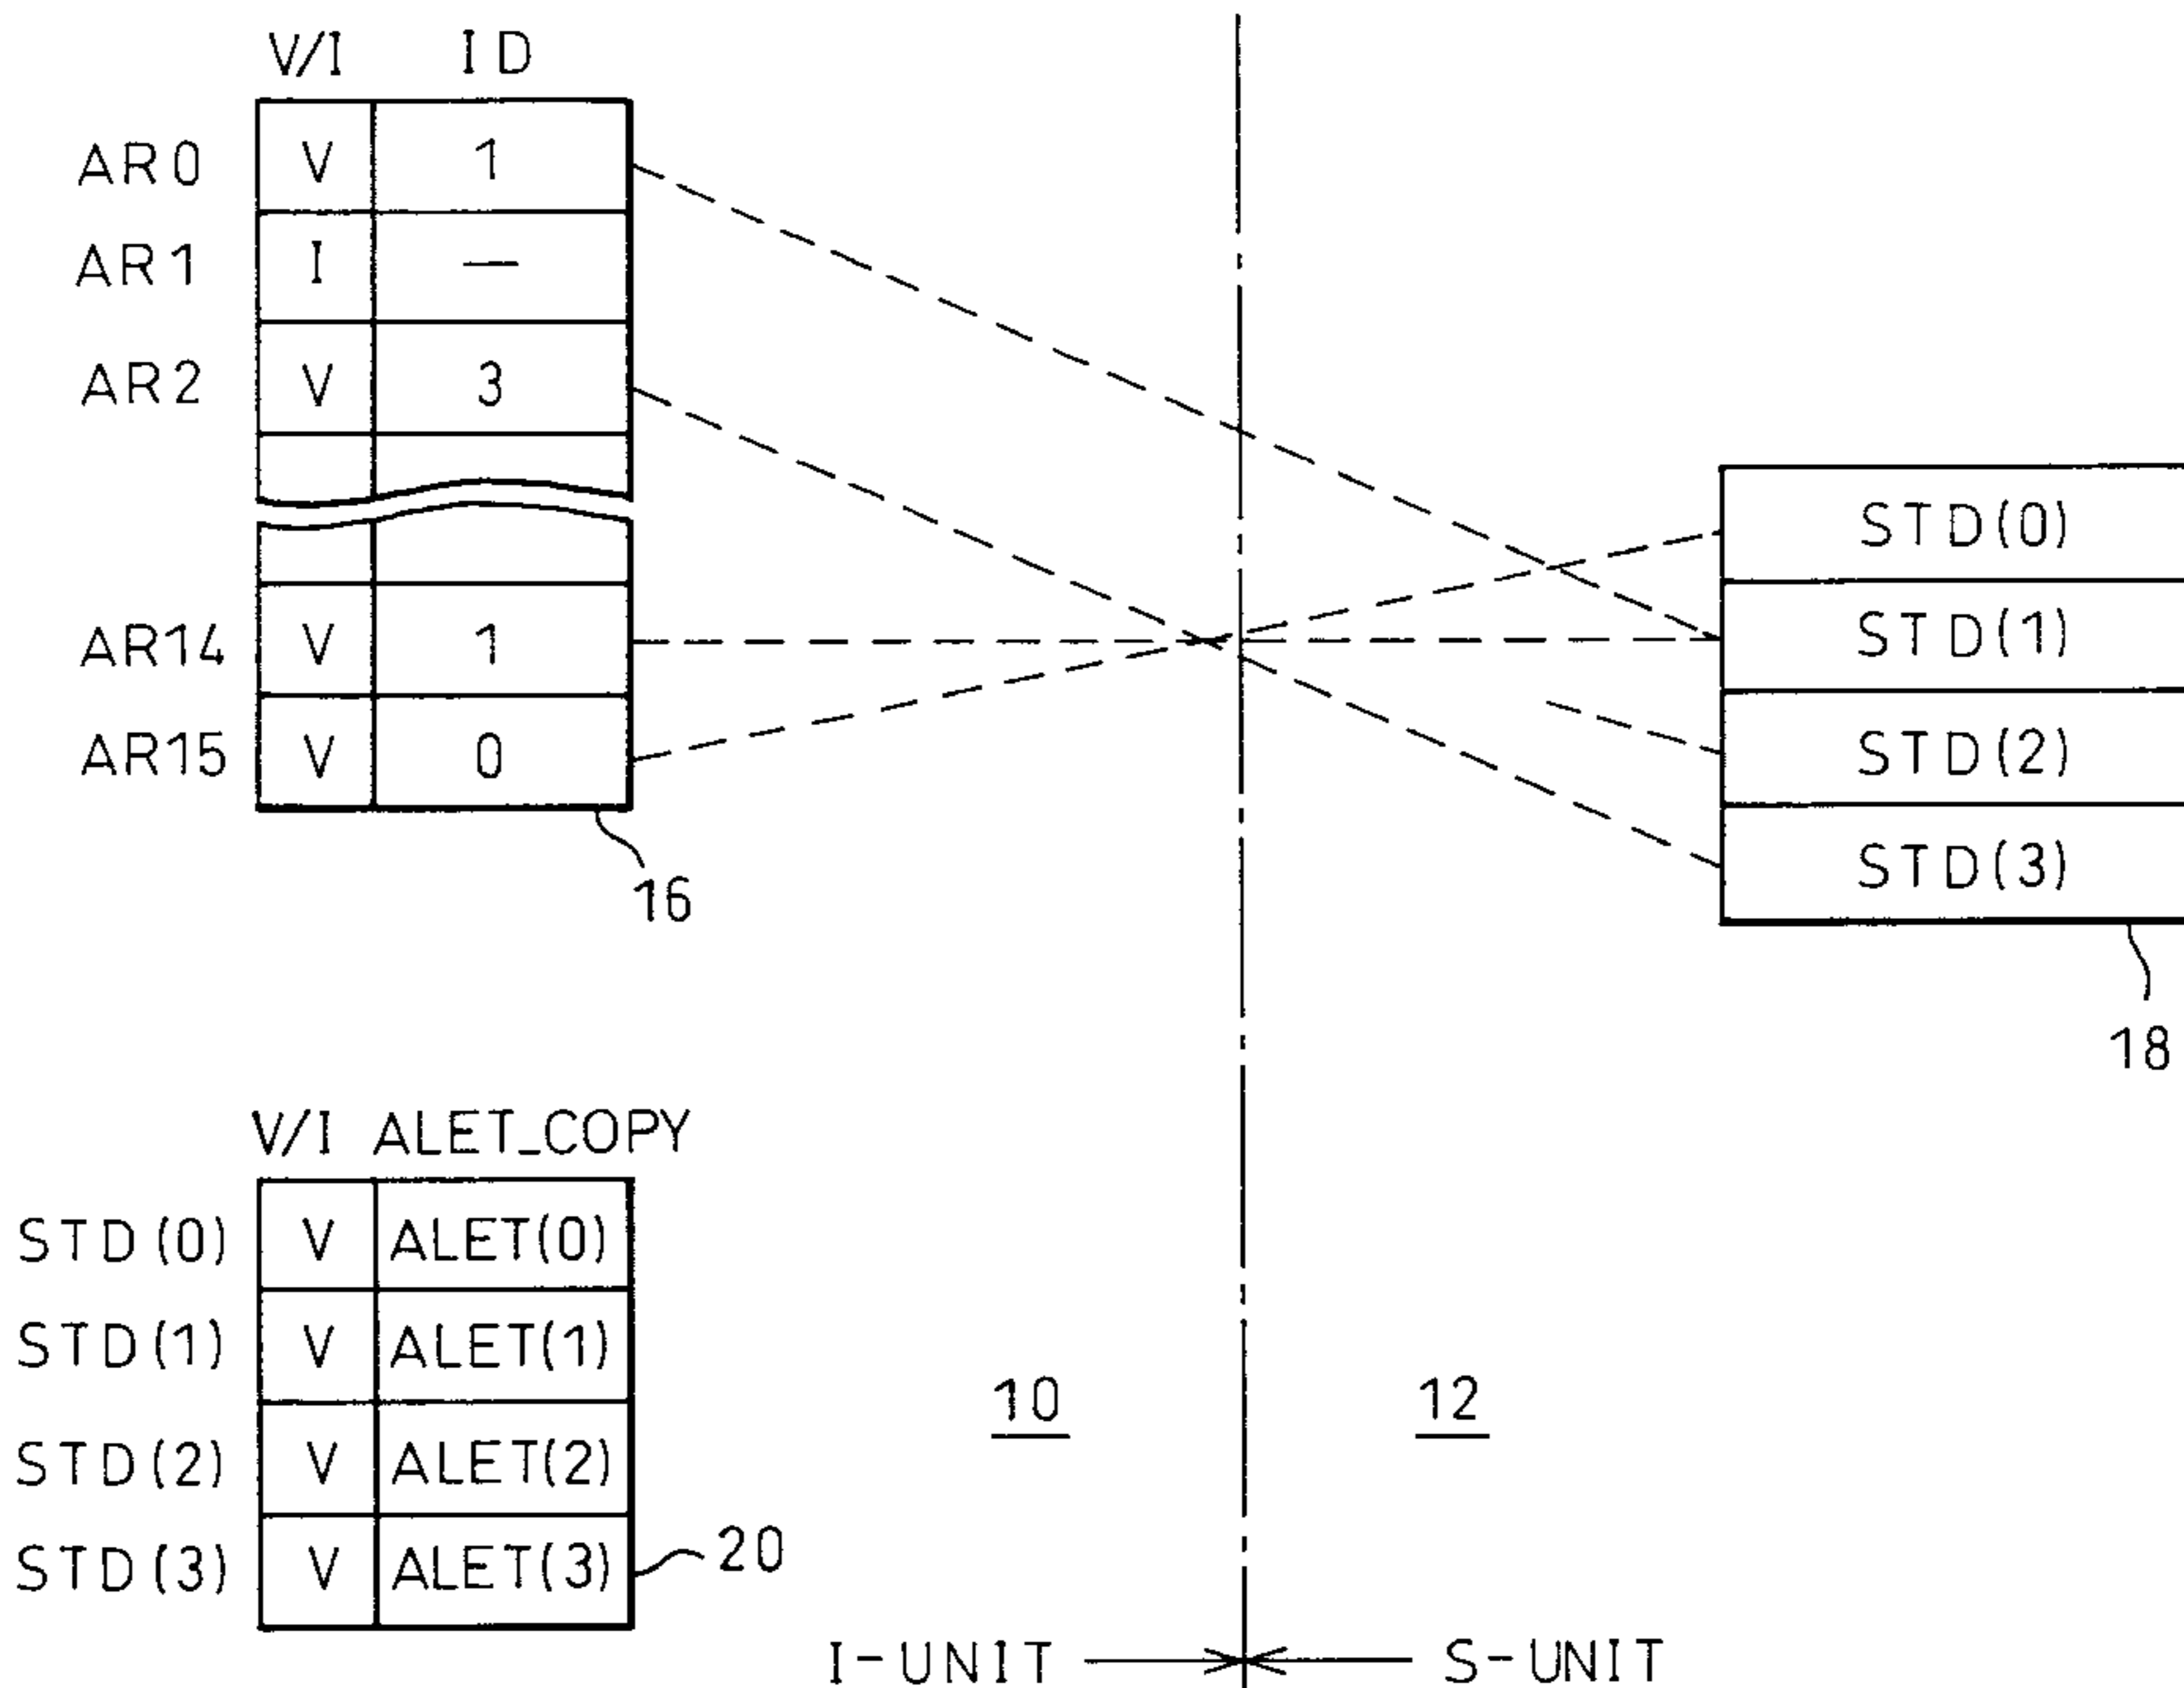 V/I ID
AR0 V 1
AR1 I —
AR2 V 3
AR14 V 1
AR15 V 0
16
STD(0)
STD(1)
STD(2)
STD(3)
18
V/I ALET_COPY
STD(0) V ALET(0)
STD(1) V ALET(1)
STD(2) V ALET(2)
STD(3) V ALET(3)
20
10
12
I-UNIT
S-UNIT